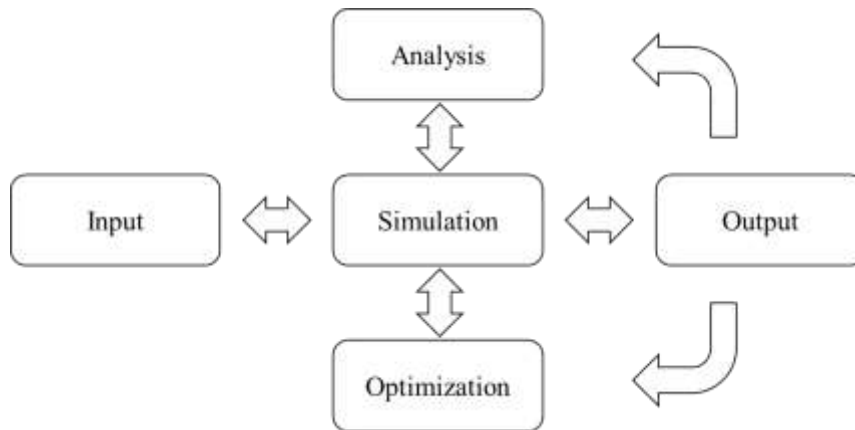 Analysis
Input
Simulation
Output
Optimization